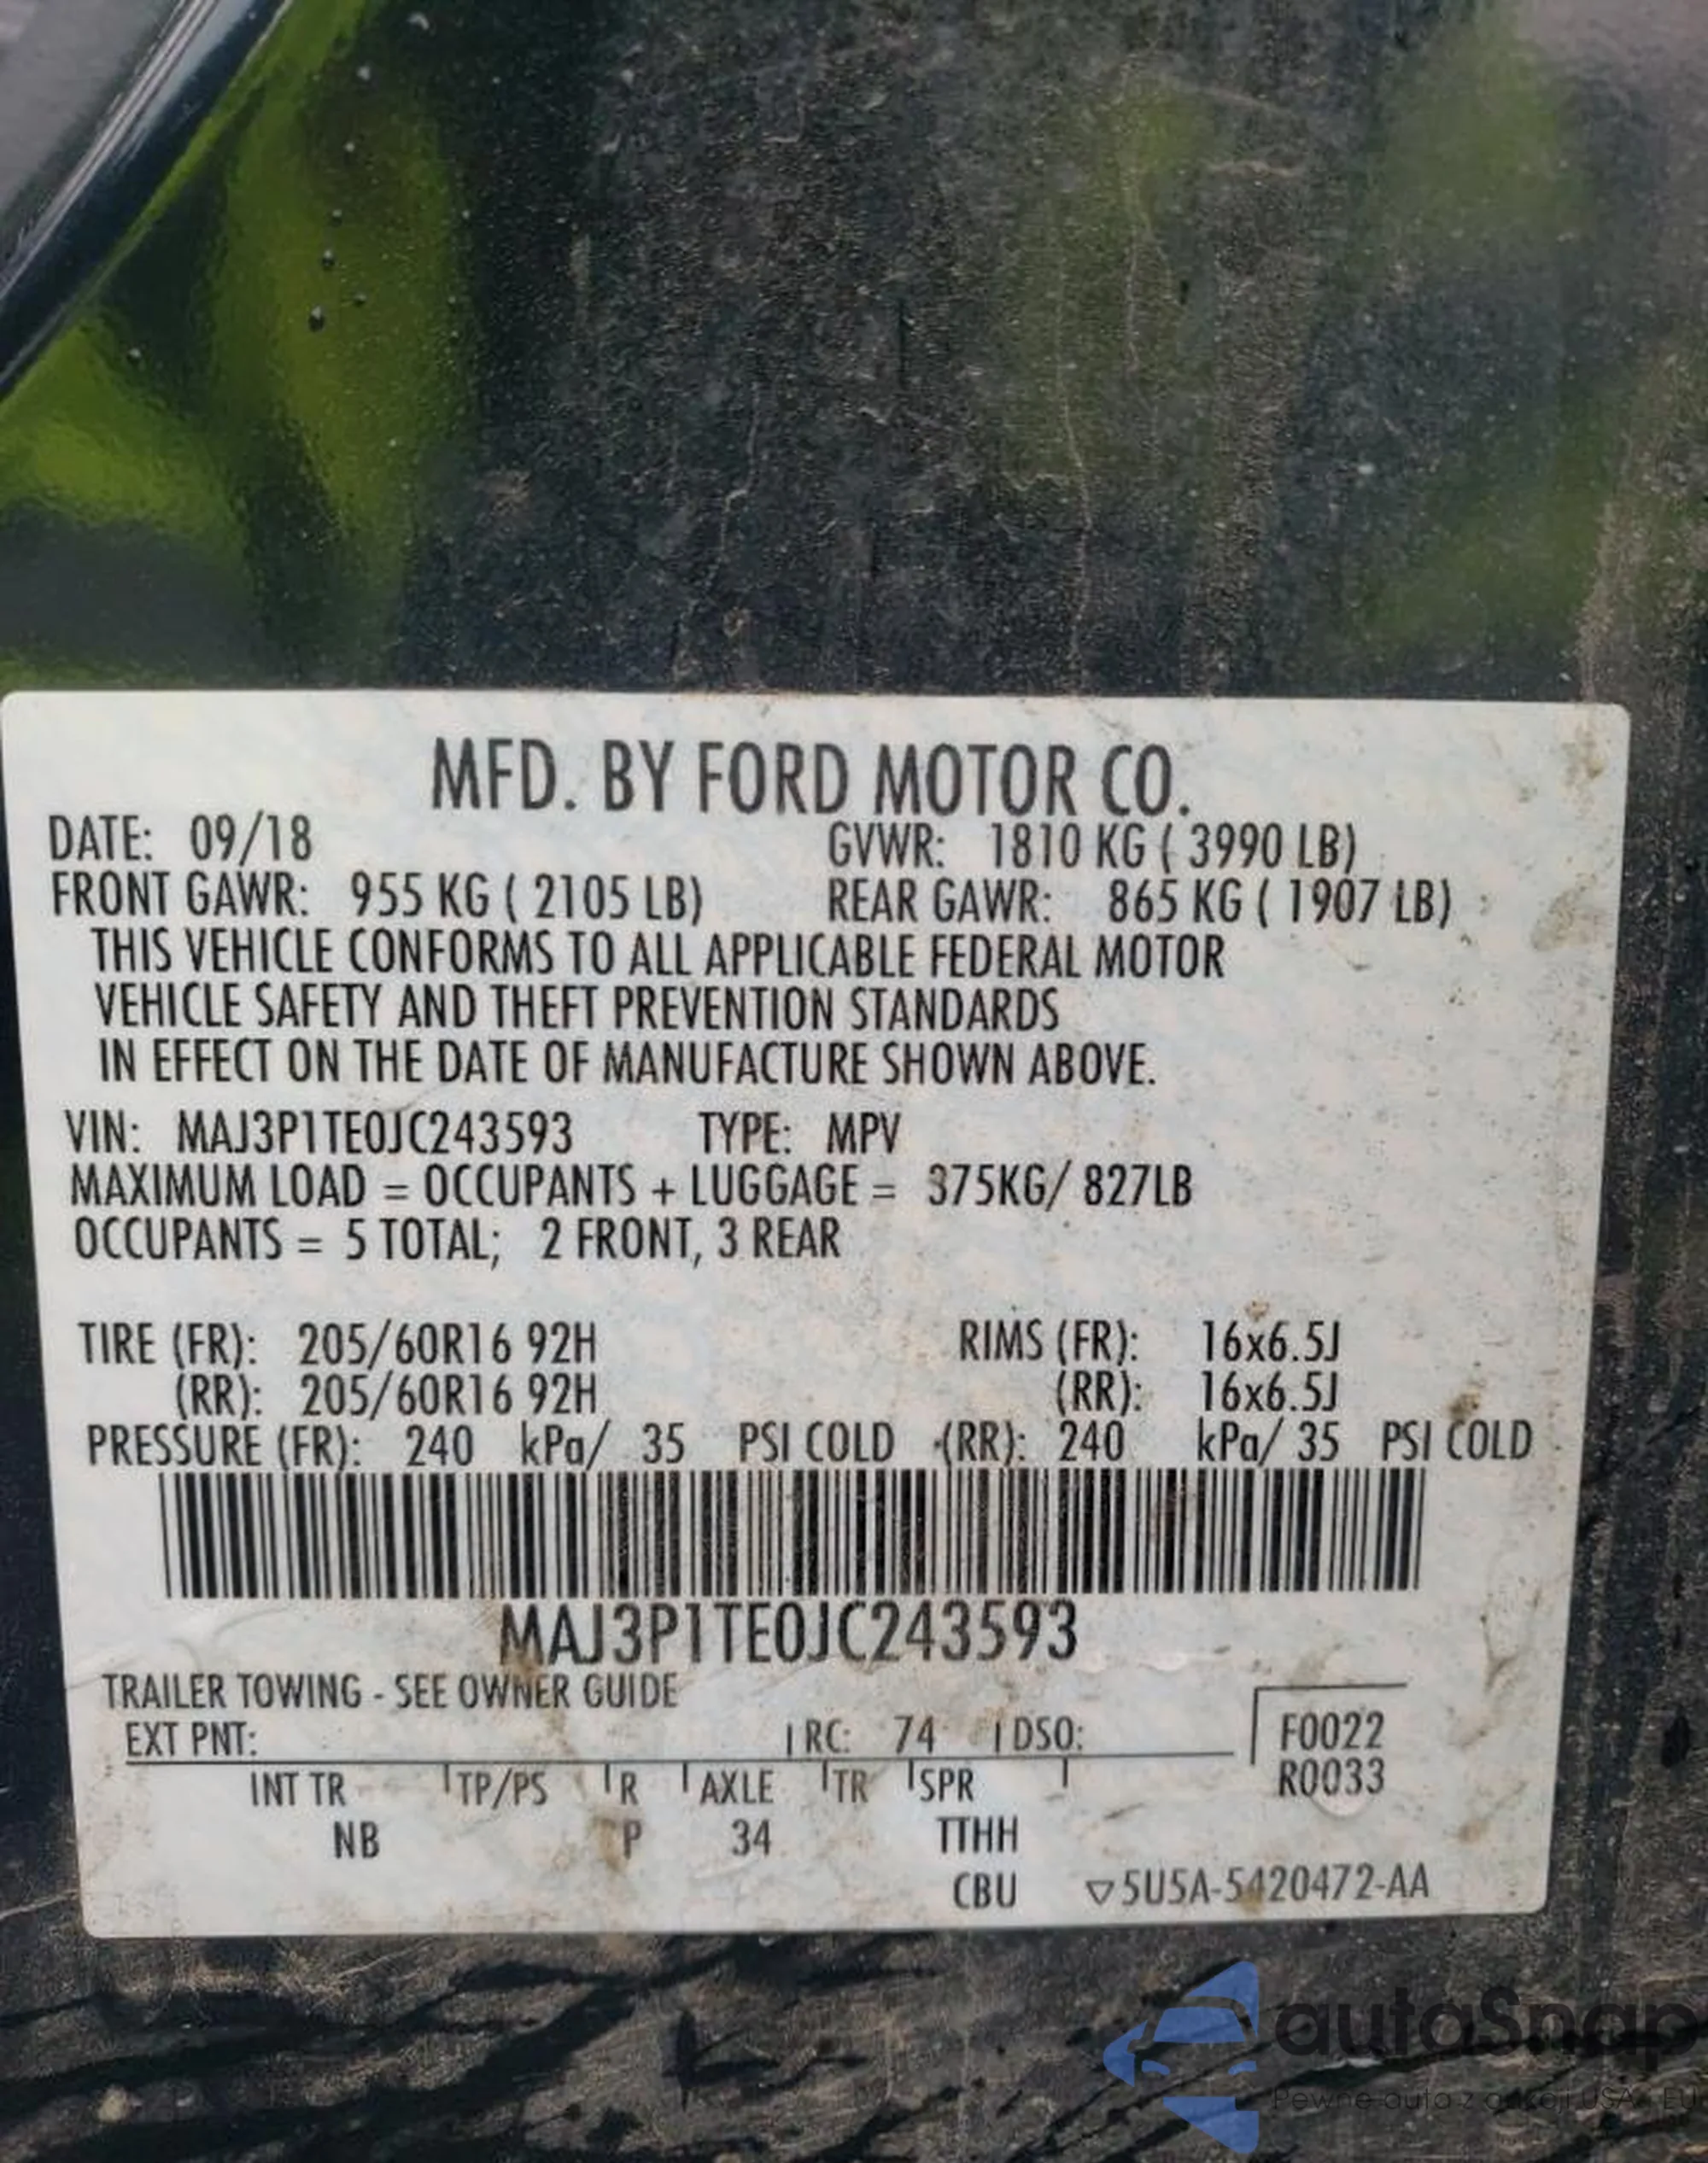 MFD. BY FORD MOTOR CO.
DATE: 09/18 GVWR: 1810 KG ( 3990 LB)
FRONT GAWR: 955 KG ( 2105 LB) REAR GAWR: 865 KG ( 1907 LB)
THIS VEHICLE CONFORMS TO ALL APPLICABLE FEDERAL MOTOR
VEHICLE SAFETY AND THEFT PREVENTION STANDARDS
IN EFFECT ON THE DATE OF MANUFACTURE SHOWN ABOVE.
VIN: MAJ3P1TE0JC243593 TYPE: MPV
MAXIMUM LOAD = OCCUPANTS + LUGGAGE = 375KG/ 827LB
OCCUPANTS = 5 TOTAL; 2 FRONT, 3 REAR
TIRE (FR): 205/60R16 92H RIMS (FR): 16x6.5J
(RR): 205/60R16 92H (RR): 16x6.5J
PRESSURE (FR): 240 kPa/ 35 PSI COLD (RR): 240 kPa/ 35 PSI COLD
MAJ3P1TE0JC243593
TRAILER TOWING - SEE OWNER GUIDE
EXT PNT: RC: 74 DSO: F0022
R0033
INT TR TP/PS R AXLE TR SPR
NB P 34 TTHH
CBU ▽5U5A-5420472-AA
autoSnap
Pewne auta z aukcji USA i EU